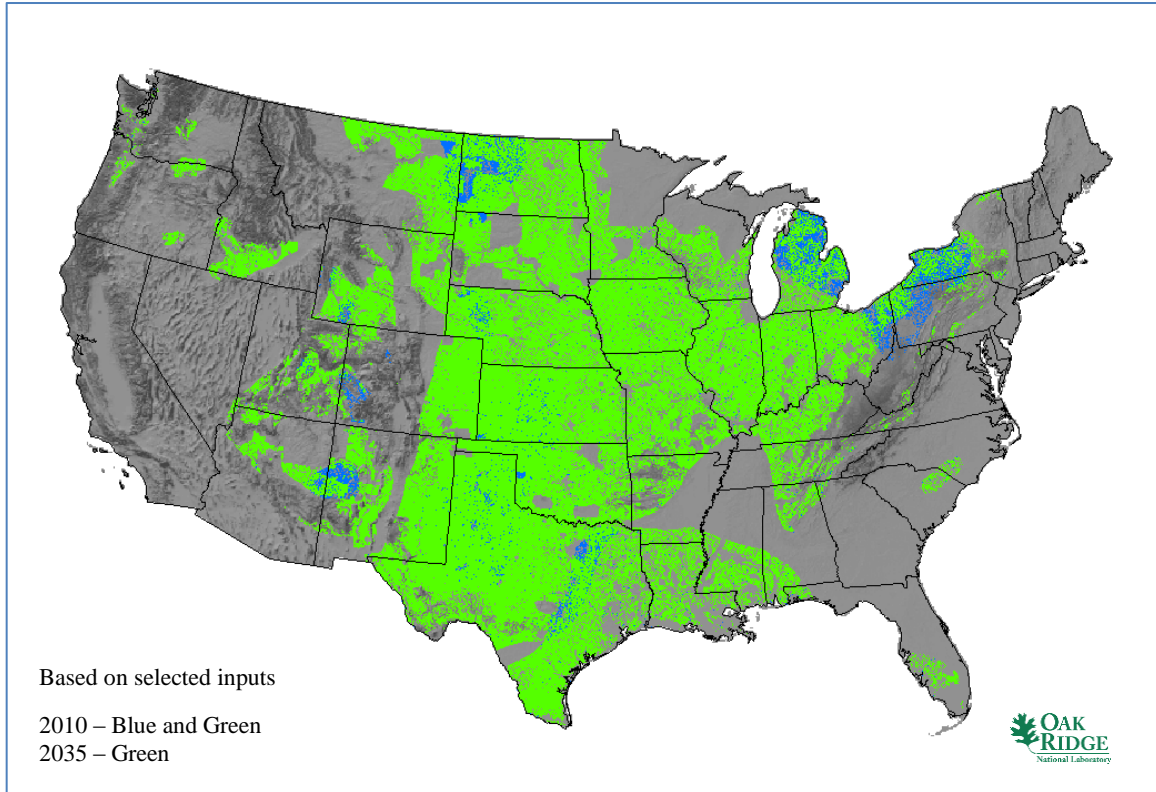 Based on selected inputs
2010 – Blue and Green
2035 – Green
OAK
RIDGE
National Laboratory